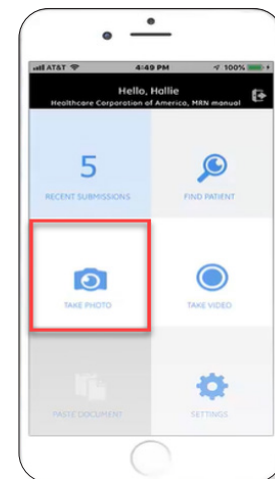 AT&T 4:49 PM 100%
Hello, Hallie
Healthcare Corporation of America, MRN manual
5
RECENT SUBMISSIONS FIND PATIENT
TAKE PHOTO TAKE VIDEO
PASTE DOCUMENT SETTINGS